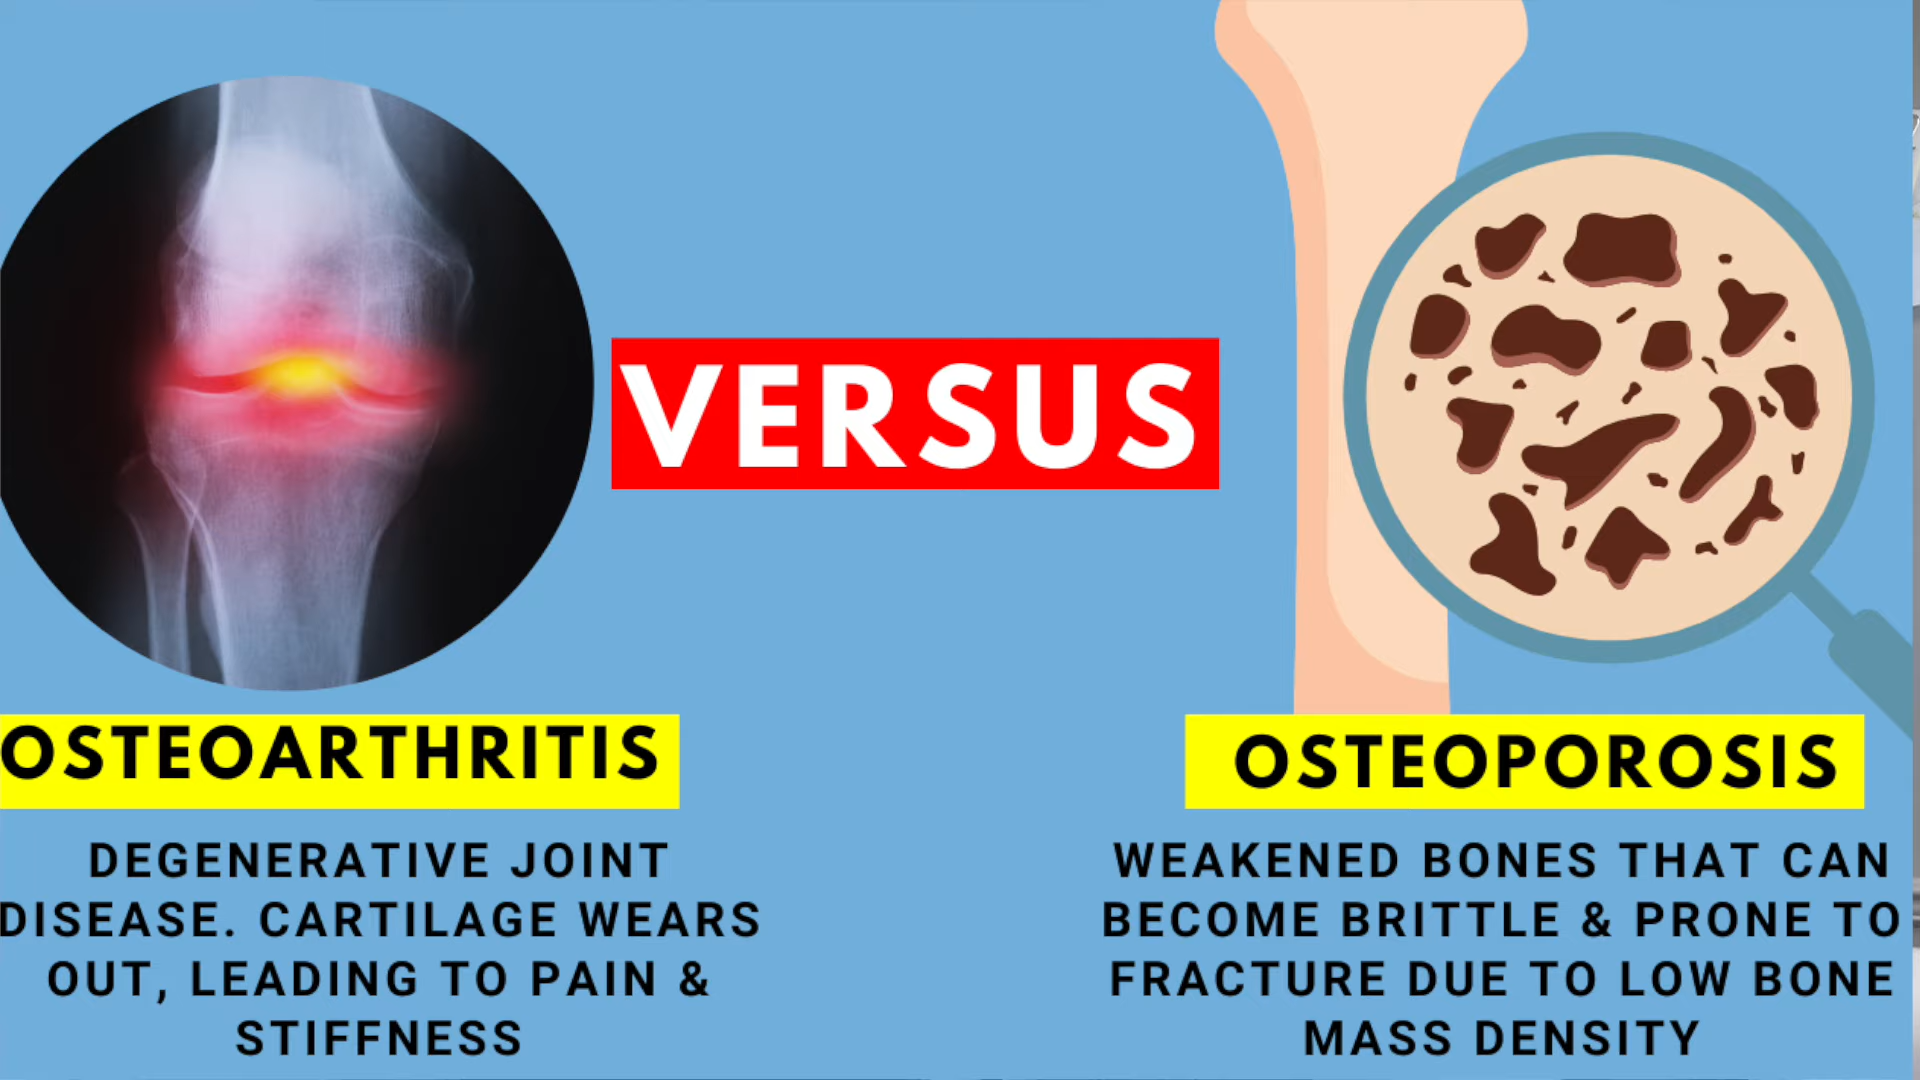 VERSUS
OSTEOARTHRITIS
DEGENERATIVE JOINT
DISEASE. CARTILAGE WEARS
OUT, LEADING TO PAIN &
STIFFNESS
OSTEOPOROSIS
WEAKENED BONES THAT CAN
BECOME BRITTLE & PRONE TO
FRACTURE DUE TO LOW BONE
MASS DENSITY